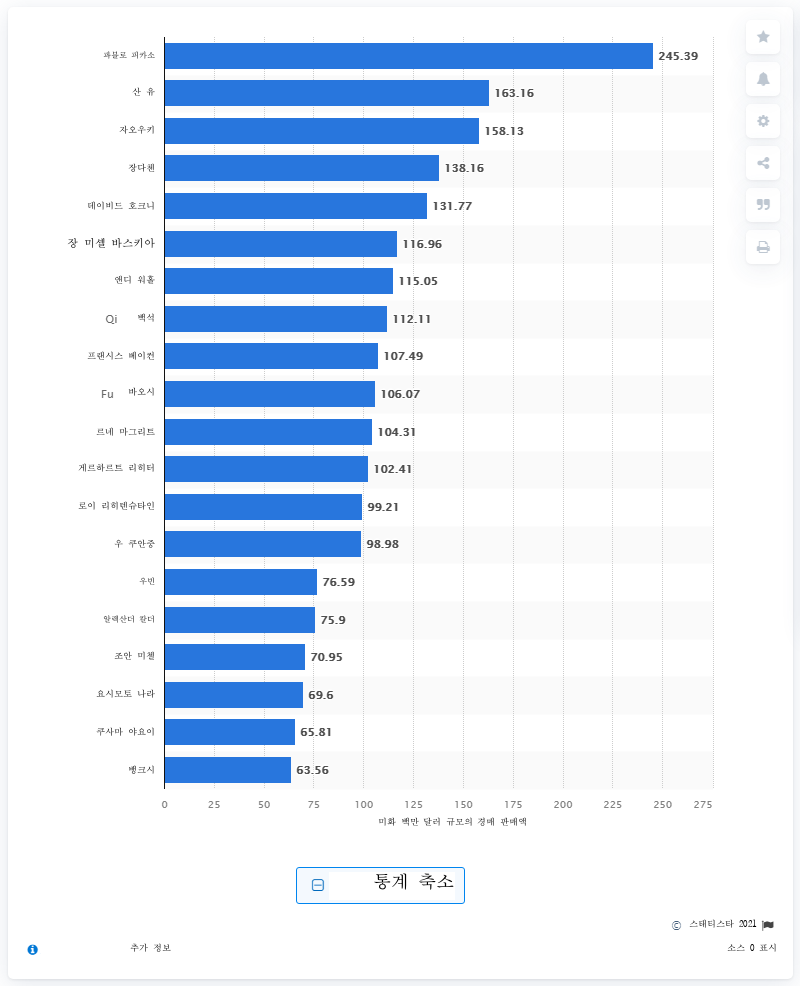 파블로 피카소 245.39
산 유 163.16
자오우키 158.13
장다첸 138.16
데이비드 호크니 131.77
장 미셸 바스키아 116.96
앤디 워홀 115.05
Qi 백석 112.11
프랜시스 베이컨 107.49
Fu 바오시 106.07
르네 마그리트 104.31
게르하르트 리히터 102.41
로이 리히텐슈타인 99.21
우 쿠안중 98.98
우빈 76.59
알렉산더 칼더 75.9
조안 미첼 70.95
요시모토 나라 69.6
쿠사마 야요이 65.81
뱅크시 63.56
0 25 50 75 100 125 150 175 200 225 250 275
미화 백만 달러 규모의 경매 판매액
통계 축소
© 스태티스타 2021
추가 정보 소스 0 표시